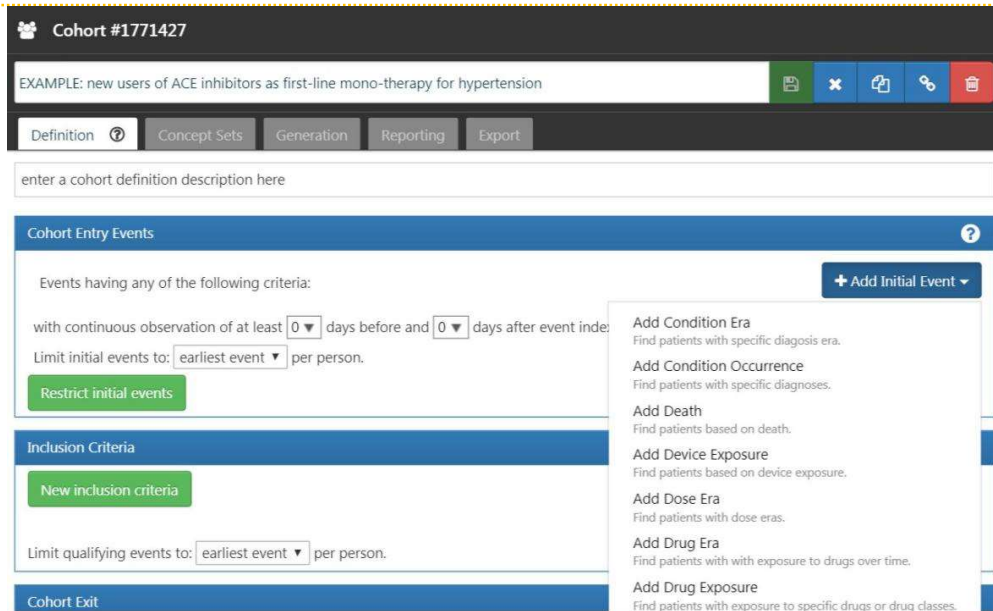 Cohort #1771427
EXAMPLE: new users of ACE inhibitors as first-line mono-therapy for hypertension
Definition ?
Concept Sets
Generation
Reporting
Export
enter a cohort definition description here
Cohort Entry Events
?
Events having any of the following criteria:
+ Add Initial Event
with continuous observation of at least 0 days before and 0 days after event inde
Limit initial events to: earliest event per person.
Restrict initial events
Inclusion Criteria
New inclusion criteria
Limit qualifying events to: earliest event per person.
Cohort Exit
Add Condition Era
Find patients with specific diagosis era.
Add Condition Occurrence
Find patients with specific diagnoses.
Add Death
Find patients based on death.
Add Device Exposure
Find patients based on device exposure.
Add Dose Era
Find patients with dose eras.
Add Drug Era
Find patients with with exposure to drugs over time.
Add Drug Exposure
Find patients with exposure to specific drugs or drug classes.